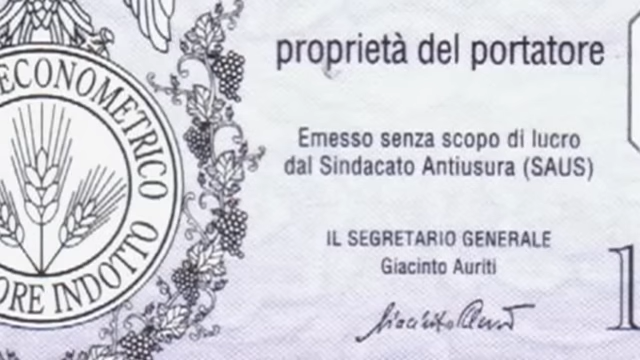 proprietà del portatore
ECONOMETRICO
ORE INDOTTO
Emesso senza scopo di lucro
dal Sindacato Antiusura (SAUS)
IL SEGRETARIO GENERALE
Giacinto Auriti
1